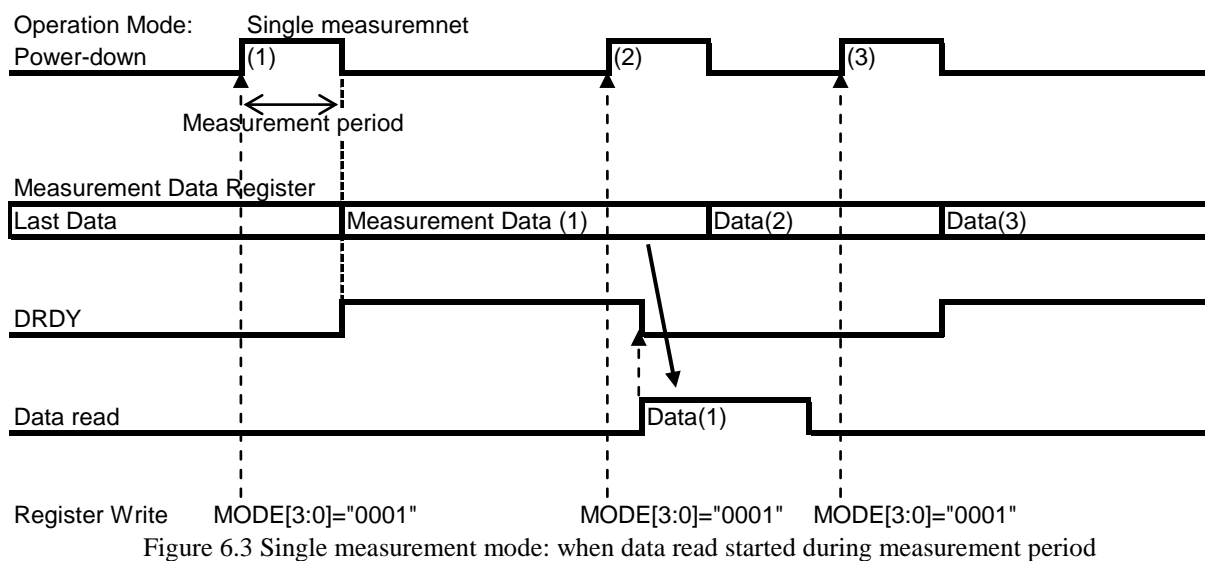 Operation Mode: Single measuremnet
Power-down (1) (2) (3)
Measurement period
Measurement Data Register
Last Data Measurement Data (1) Data(2) Data(3)
DRDY
Data read Data(1)
Register Write MODE[3:0]="0001" MODE[3:0]="0001" MODE[3:0]="0001"
Figure 6.3 Single measurement mode: when data read started during measurement period